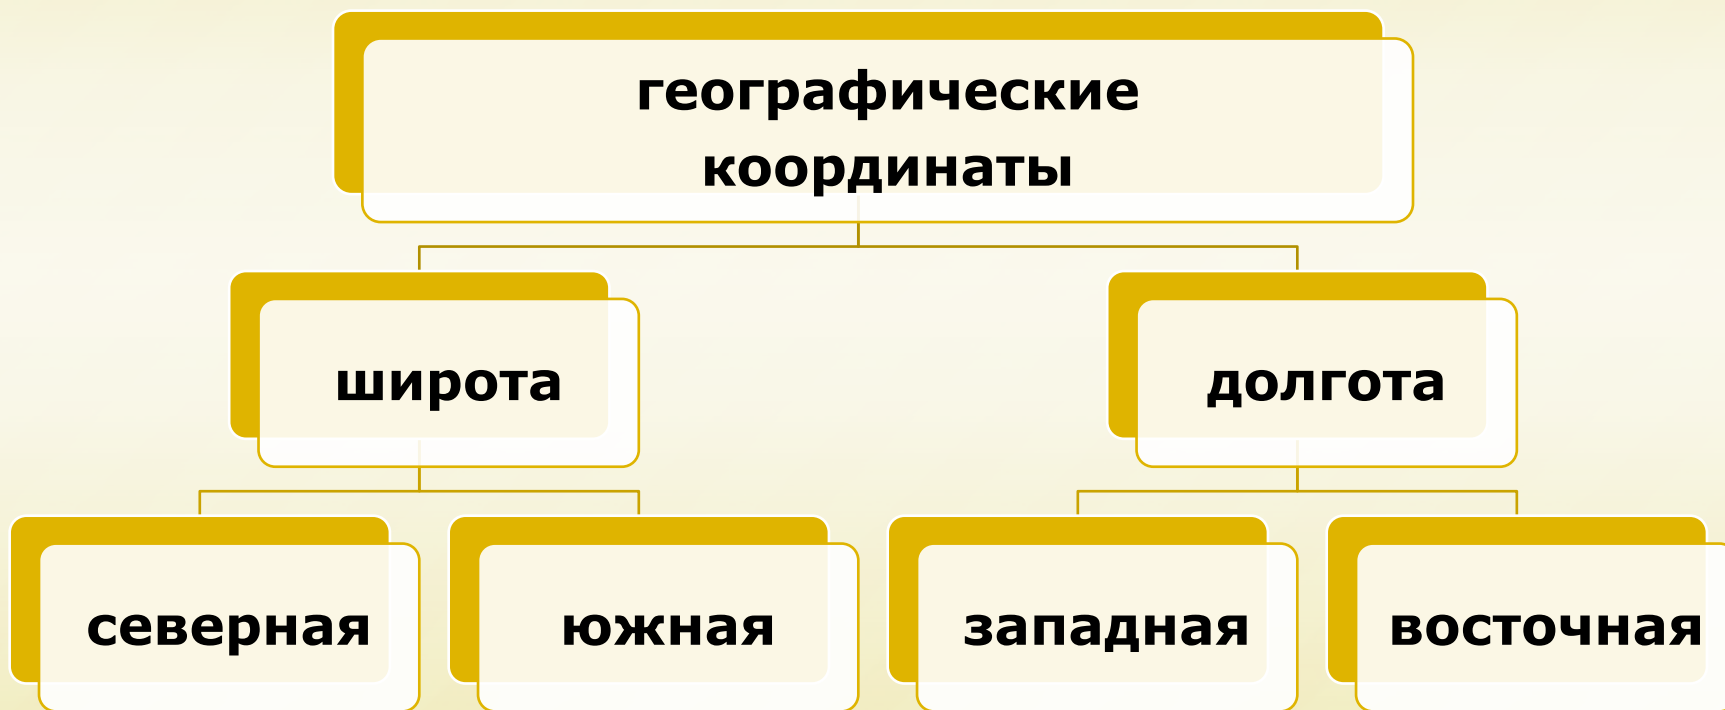 географические
координаты
широта
долгота
северная
южная
западная
восточная